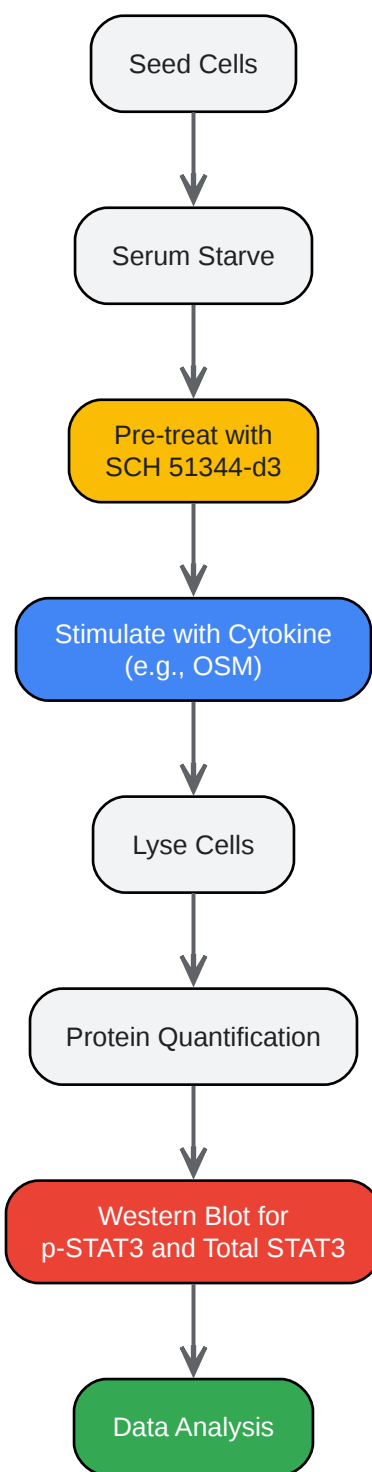 Seed Cells
Serum Starve
Pre-treat with
SCH 51344-d3
Stimulate with Cytokine
(e.g., OSM)
Lyse Cells
Protein Quantification
Western Blot for
p-STAT3 and Total STAT3
Data Analysis